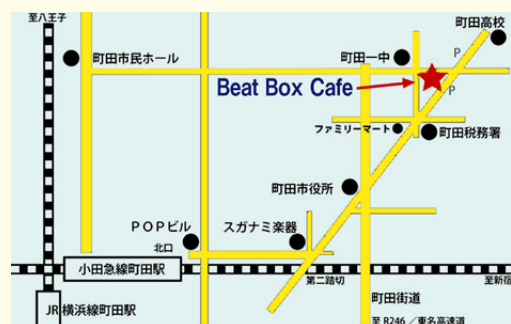 至八王子
町田高校
町田一中
P
町田市民ホール
Beat Box Cafe
P
ファミリーマート
町田税務署
町田市役所
POPビル
スガナミ楽器
北口
小田急線町田駅
第二踏切
至新宿
町田街道
JR横浜線町田駅
至 R246 ／東名高速道